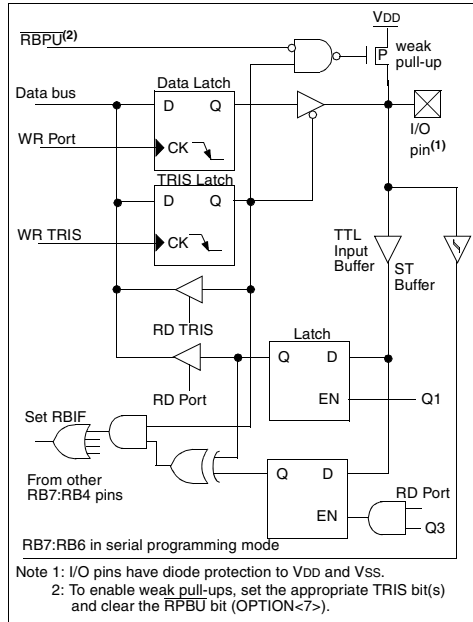 VDD
RBPU(2)
weak
pull-up
P
Data Latch
Data bus
D Q
WR Port
CK
I/O
pin(1)
TRIS Latch
D Q
WR TRIS
CK
TTL
Input
Buffer
ST
Buffer
RD TRIS
Latch
Q D
RD Port
EN
Q1
Set RBIF
From other
RB7:RB4 pins
Q D
RD Port
EN
Q3
RB7:RB6 in serial programming mode
Note 1: I/O pins have diode protection to VDD and VSS.
2: To enable weak pull-ups, set the appropriate TRIS bit(s)
and clear the RPBU bit (OPTION<7>).